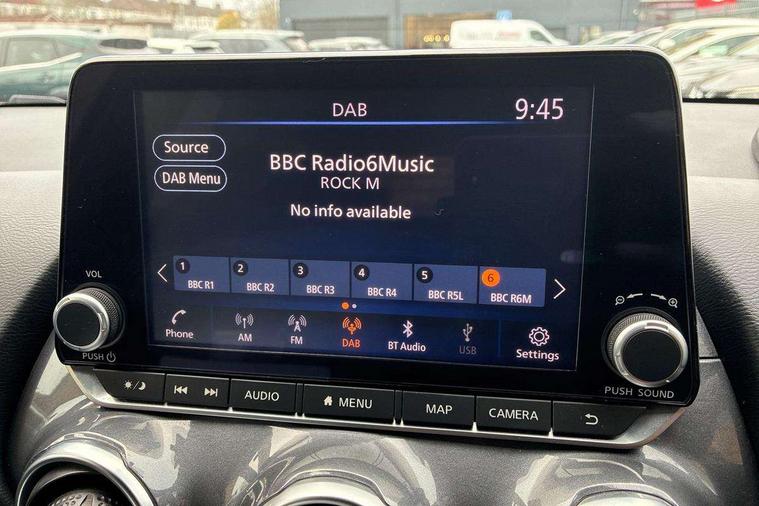 DAB
9:45
Source
DAB Menu
BBC Radio6Music
ROCK M
No info available
1 2 3 4 5 6
BBC R1 BBC R2 BBC R3 BBC R4 BBC R5L BBC R6M
Phone AM FM DAB BT Audio USB Settings
VOL
PUSH
PUSH SOUND
AUDIO MENU MAP CAMERA